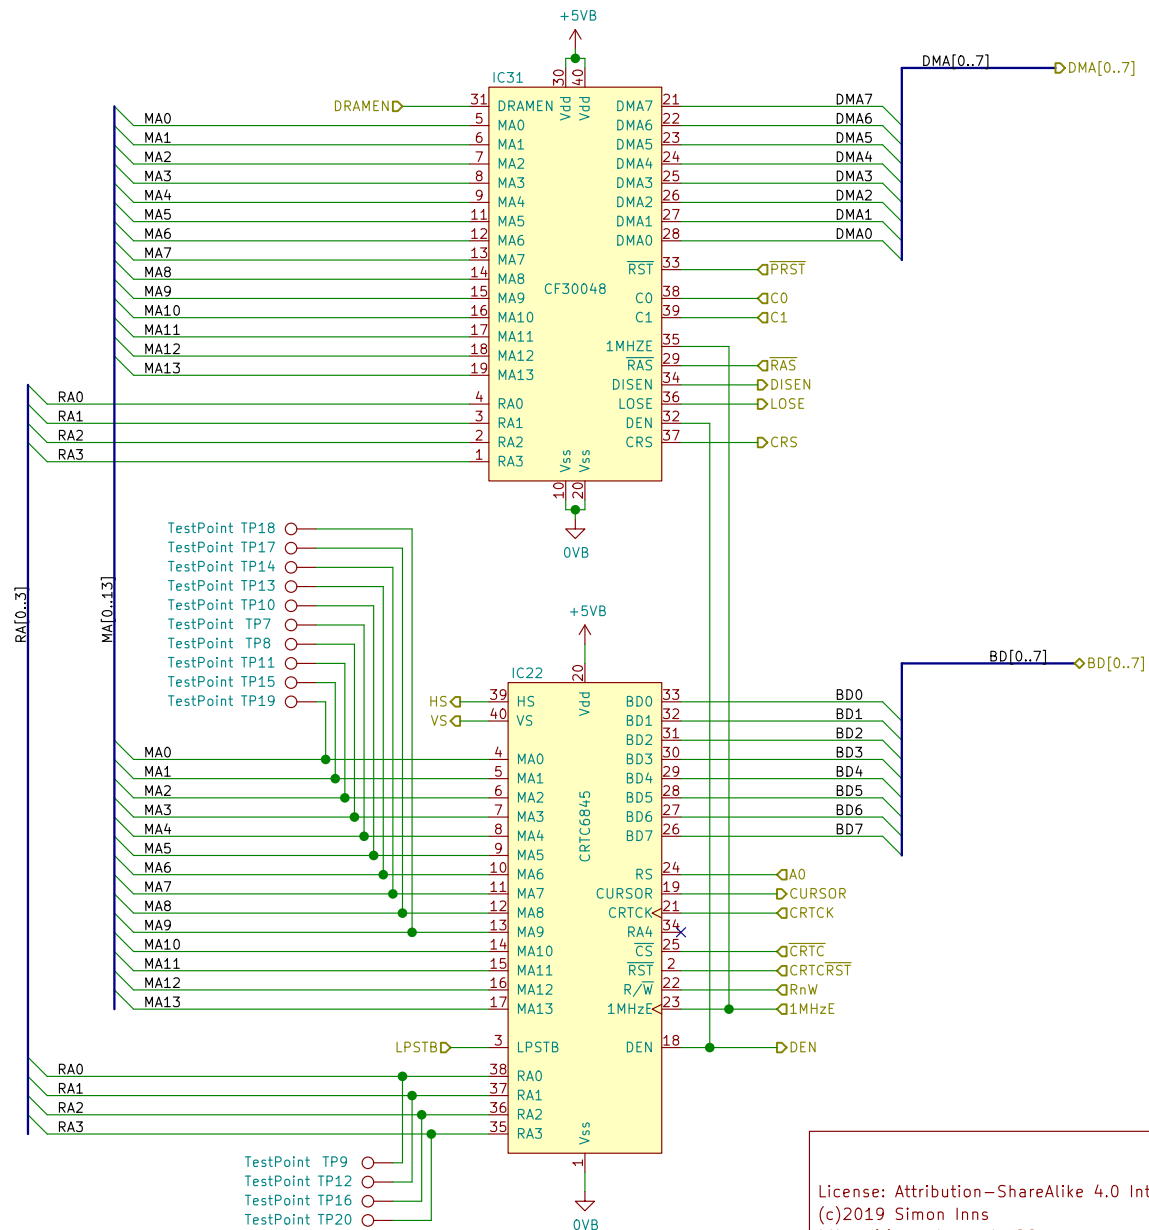 +5VB
IC31
30
40
Vdd
Vdd
DRAMEN
31
DRAMEN
DMA7
21
DMA7
DMA[0..7]
DMA[0..7]
MA0
5
MA0
DMA6
22
DMA6
MA1
6
MA1
DMA5
23
DMA5
MA2
7
MA2
DMA4
24
DMA4
MA3
8
MA3
DMA3
25
DMA3
MA4
9
MA4
DMA2
26
DMA2
MA5
11
MA5
DMA1
27
DMA1
MA6
12
MA6
DMA0
28
DMA0
MA7
13
MA7
RST
33
PRST
MA8
14
MA8
CF30048
MA9
15
MA9
C0
38
C0
MA10
16
MA10
C1
39
C1
MA11
17
MA11
1MHZE
35
MA12
18
MA12
RAS
29
RAS
MA13
19
MA13
DISEN
34
DISEN
RA0
4
RA0
LOSE
36
LOSE
RA1
3
RA1
DEN
32
RA2
2
RA2
CRS
37
CRS
RA3
1
RA3
Vss
Vss
10
20
0VB
TestPoint TP18
TestPoint TP17
TestPoint TP14
TestPoint TP13
TestPoint TP10
TestPoint TP7
TestPoint TP8
TestPoint TP11
TestPoint TP15
TestPoint TP19
RA[0..3]
MA[0..13]
+5VB
IC22
20
Vdd
BD[0..7]
BD[0..7]
HS
39
HS
BD0
33
BD0
VS
40
VS
BD1
32
BD1
BD2
31
BD2
MA0
4
MA0
BD3
30
BD3
MA1
5
MA1
BD4
29
BD4
MA2
6
MA2
BD5
28
BD5
MA3
7
MA3
BD6
27
BD6
MA4
8
MA4
BD7
26
BD7
CRTC6845
MA5
9
MA5
MA6
10
MA6
RS
24
A0
MA7
11
MA7
CURSOR
19
CURSOR
MA8
12
MA8
CRTCK
21
CRTCK
MA9
13
MA9
RA4
34
MA10
14
MA10
CS
25
CRTC
MA11
15
MA11
RST
2
CRTCRST
MA12
16
MA12
R/W
22
RnW
MA13
17
MA13
1MHzE
23
1MHzE
LPSTB
3
LPSTB
DEN
18
DEN
RA0
38
RA0
RA1
37
RA1
RA2
36
RA2
RA3
35
RA3
Vss
1
0VB
TestPoint TP9
TestPoint TP12
TestPoint TP16
TestPoint TP20
License: Attribution-ShareAlike 4.0 Int
(c)2019 Simon Inns